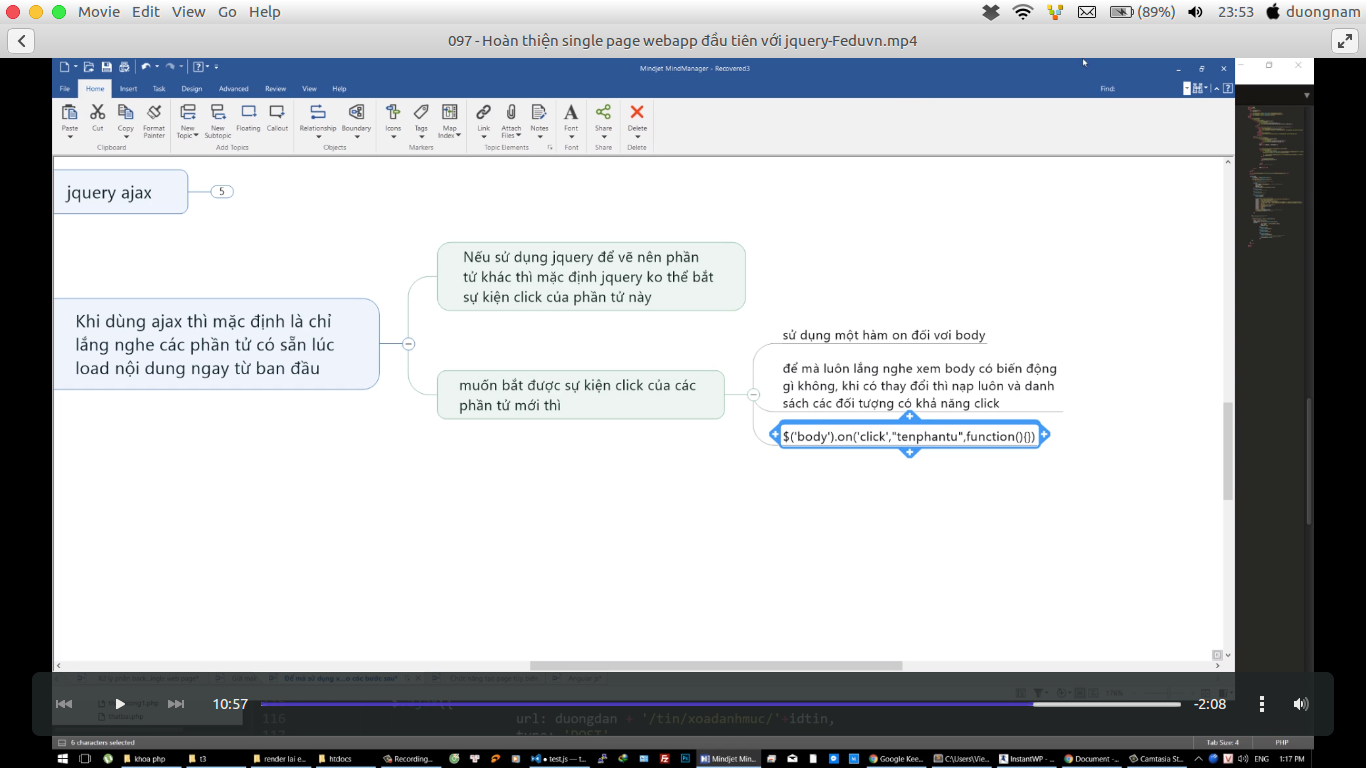 Movie Edit View Go Help
(89%) 23:53 duongnam
097 - Hoàn thiện single page webapp đầu tiên với jquery-Feduvn.mp4
Mindjet MindManager - Recovered3
File Home Insert Task Design Advanced Review View Help
Find:
Paste Cut Copy Format Painter New Topic New Subtopic Floating Callout Relationship Boundary Icons Tags Map Index Link Attach Files Notes Font Share Delete
Clipboard Add Topics Objects Markers Topic Elements Font Share Delete
jquery ajax
5
Nếu sử dụng jquery để vẽ nên phần
tử khác thì mặc định jquery ko thể bắt
sự kiện click của phần tử này
Khi dùng ajax thì mặc định là chỉ
lắng nghe các phần tử có sẵn lúc
load nội dung ngay từ ban đầu
muốn bắt được sự kiện click của các
phần tử mới thì
sử dụng một hàm on đối vơi body
để mà luôn lắng nghe xem body có biến động
gì không, khi có thay đổi thì nạp luôn và danh
sách các đối tượng có khả năng click
$('body').on('click',"tenphantu",function(){})
10:57
-2:08
116 url: duongdan + '/tin/xoadanhmuc/'+idtin,
6 characters selected
Tab Size: 4 PHP
khoa php t3 render lai e... htdocs Recording... test.js — t... Mindjet Min... Google Kee... C:\Users\Vie... InstantWP - ... Document - ... Camtasia St... ENG 1:17 PM